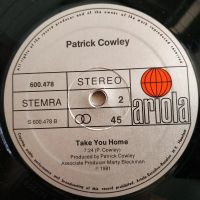 Patrick Cowley
600.478
STEREO
STEMRA
2
S 600.478 B
45
ariola
Take You Home
7:24 (P. Cowley)
Produced by Patrick Cowley
Associate Producer Marty Bleckman
℗ 1981